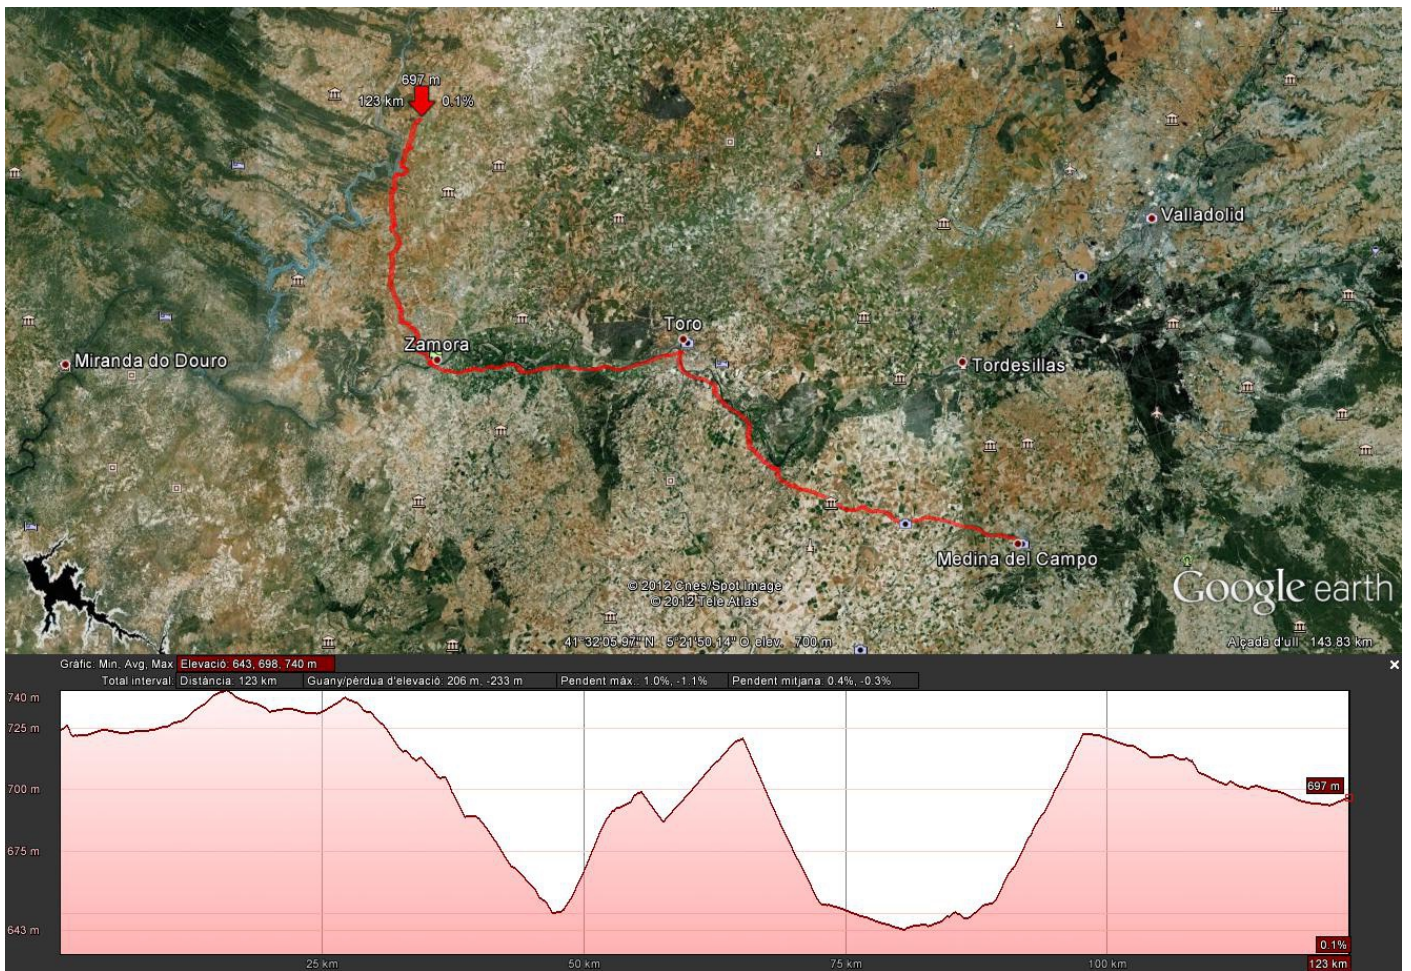 697 m
123 km 0.1%
Valladolid
Toro
Zamora
Miranda do Douro
Tordesillas
Medina del Campo
© 2012 Cnes/Spot Image
© 2012 Tele Atlas
Google earth
41°32'05.97" N 5°21'50.14" O elev. 700 m
Alçada d'ull 143.83 km
Gràfic. Min, Avg, Max Elevació: 643, 698, 740 m
Total interval: Distància: 123 km Guany/pèrdua d'elevació: 206 m, -233 m Pendent màx.: 1.0%, -1.1% Pendent mitjana: 0.4%, -0.3%
740 m
725 m
700 m
697 m
675 m
643 m
0.1%
25 km 50 km 75 km 100 km 123 km